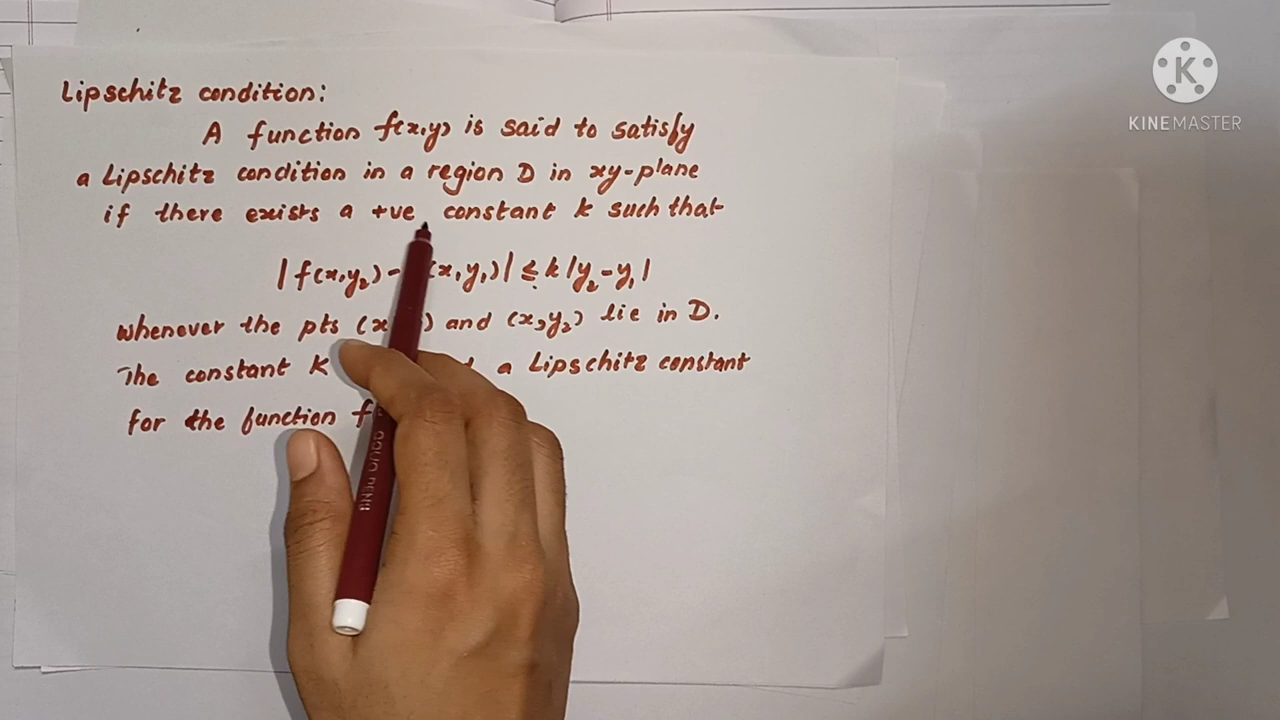 Lipschitz condition:
A function f(x,y) is said to satisfy
a Lipschitz condition in a region D in xy-plane
if there exists a +ve constant k such that
|f(x,y₂) - (x,y₁)| ≤ k|y₂-y₁|
whenever the pts (x and (x,y₂) lie in D.
The constant K a Lipschitz constant
for the function f
K
KINEMASTER